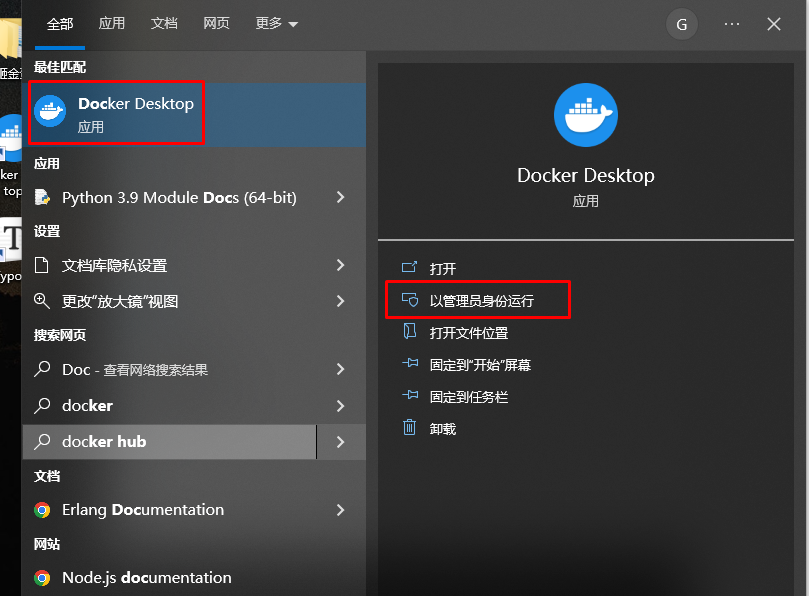 全部 应用 文档 网页 更多 G ...
最佳匹配
Docker Desktop
应用
应用
Python 3.9 Module Docs (64-bit)
设置
文档库隐私设置
更改“放大镜”视图
搜索网页
Doc - 查看网络搜索结果
docker
docker hub
文档
Erlang Documentation
网站
Node.js documentation
Docker Desktop
应用
打开
以管理员身份运行
打开文件位置
固定到“开始”屏幕
固定到任务栏
卸载
ker
top
T